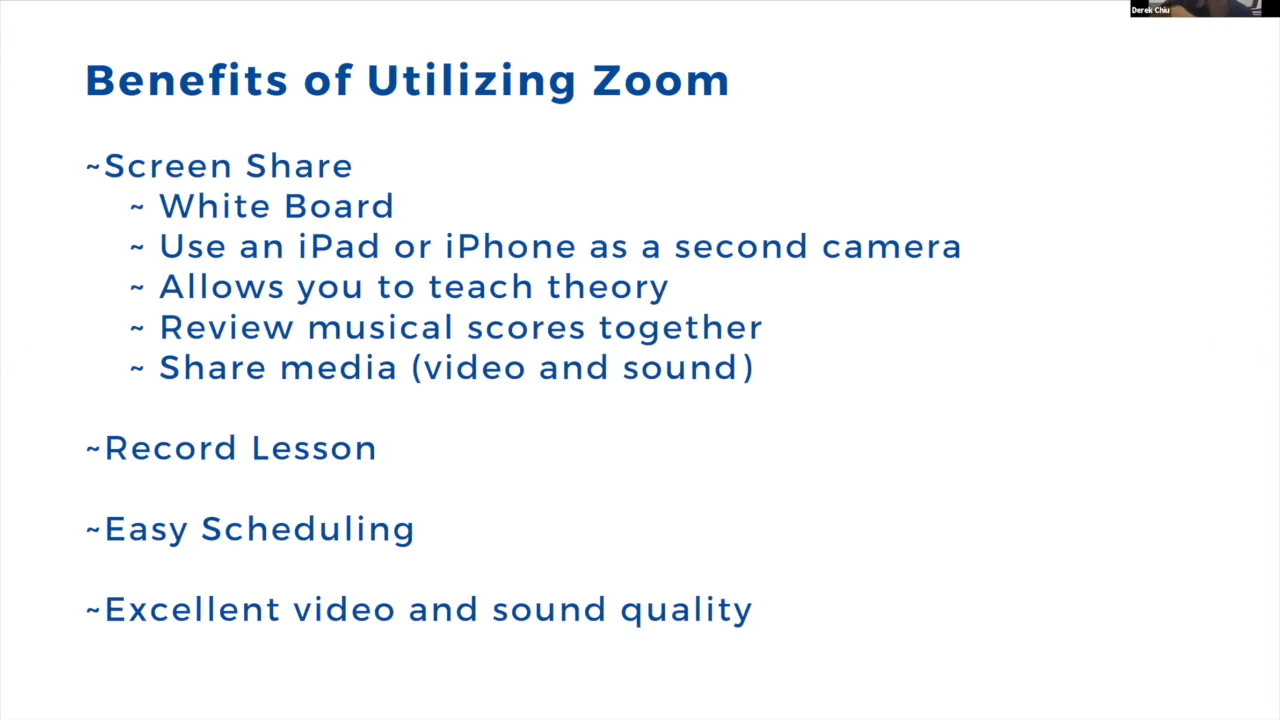 Derek Chiu
Benefits of Utilizing Zoom
~Screen Share
~ White Board
~ Use an iPad or iPhone as a second camera
~ Allows you to teach theory
~ Review musical scores together
~ Share media (video and sound)
~Record Lesson
~Easy Scheduling
~Excellent video and sound quality